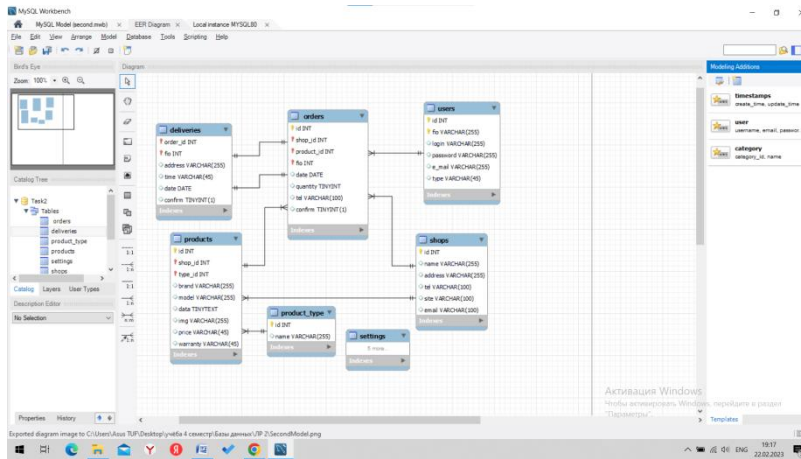 MySQL Workbench
MySQL Model (second.mwb) × EER Diagram × Local instance MYSQL80 ×
File Edit View Arrange Model Database Tools Scripting Help
Bird's Eye
Zoom: 100%
Catalog Tree
Task2
Tables
orders
deliveries
product_type
products
settings
shops
Catalog Layers User Types
Description Editor
No Selection
Properties History
Diagram
1:1
1:n
1:1
1:n
n:m
1:n
deliveries
order_id INT
fio INT
address VARCHAR(255)
time VARCHAR(45)
date DATE
confirm TINYINT(1)
Indexes
orders
id INT
shop_id INT
product_id INT
fio INT
date DATE
quantity TINYINT
tel VARCHAR(100)
confirm TINYINT(1)
Indexes
users
id INT
fio VARCHAR(255)
login VARCHAR(255)
password VARCHAR(255)
e_mail VARCHAR(255)
type VARCHAR(45)
Indexes
products
id INT
shop_id INT
type_id INT
brand VARCHAR(255)
model VARCHAR(255)
data TINYTEXT
img VARCHAR(255)
price VARCHAR(45)
warranty VARCHAR(45)
Indexes
shops
id INT
name VARCHAR(255)
address VARCHAR(255)
tel VARCHAR(100)
site VARCHAR(100)
email VARCHAR(100)
Indexes
product_type
id INT
name VARCHAR(255)
Indexes
settings
5 more...
Indexes
Modeling Additions
timestamps
create_time, update_time
user
username, email, password
category
category_id, name
Templates
Активация Windows
Чтобы активировать Windows, перейдите в раздел
"Параметры".
Exported diagram image to C:\Users\Asus TUF\Desktop\учёба 4 семестр\Базы данных\ЛР 2\SecondModel.png
ENG
19:17
22.02.2023